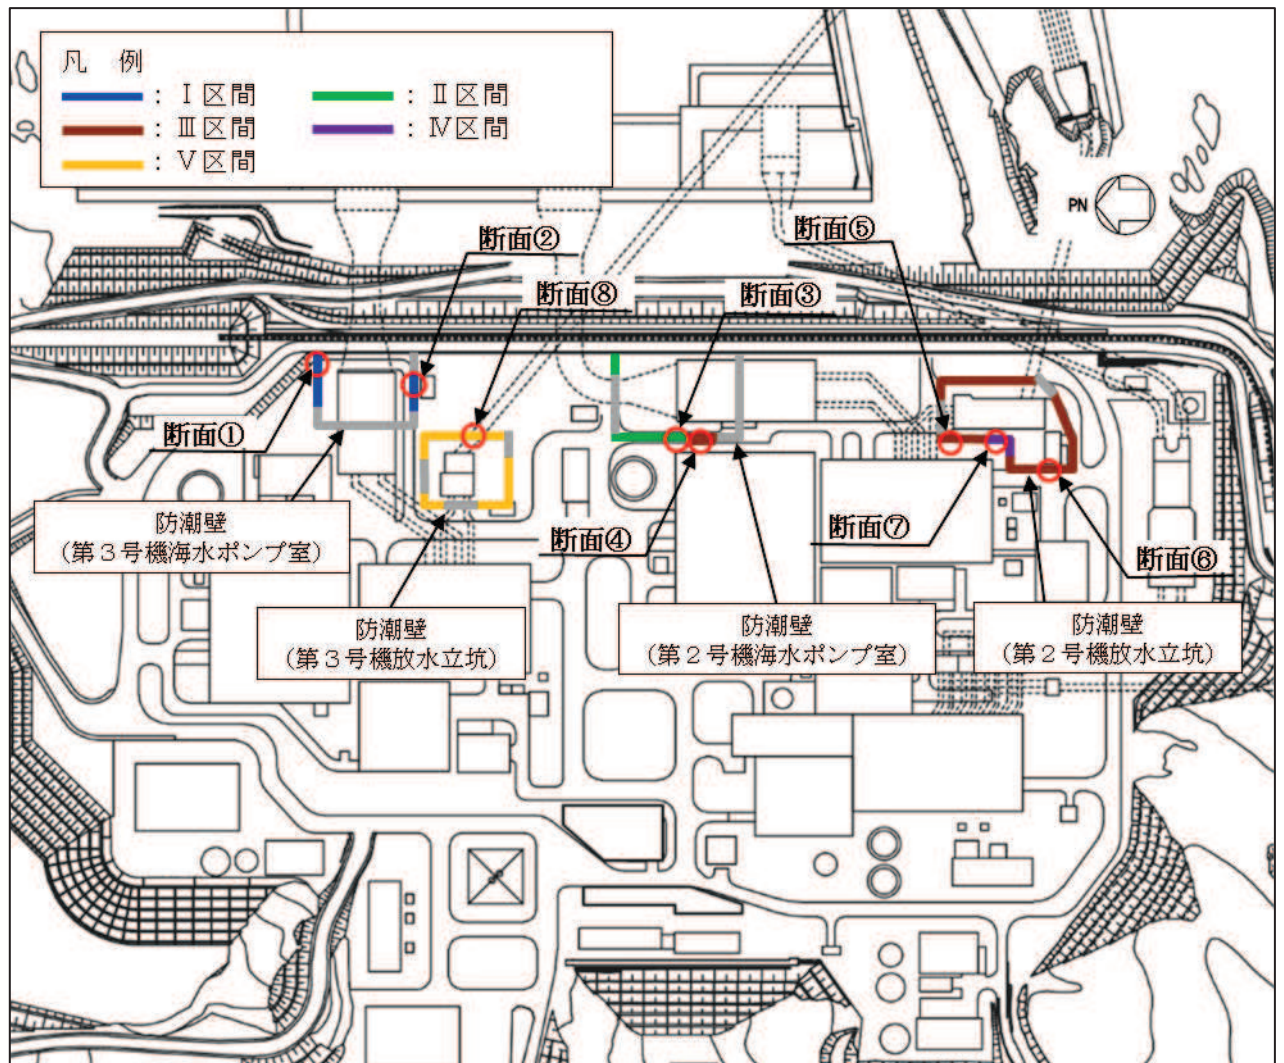 凡 例
：Ⅰ区間
：Ⅱ区間
：Ⅲ区間
：Ⅳ区間
：Ⅴ区間
PN
断面②
断面⑤
断面⑧
断面③
断面①
断面④
断面⑦
断面⑥
防潮壁
(第３号機海水ポンプ室)
防潮壁
(第３号機放水立坑)
防潮壁
(第２号機海水ポンプ室)
防潮壁
(第２号機放水立坑)